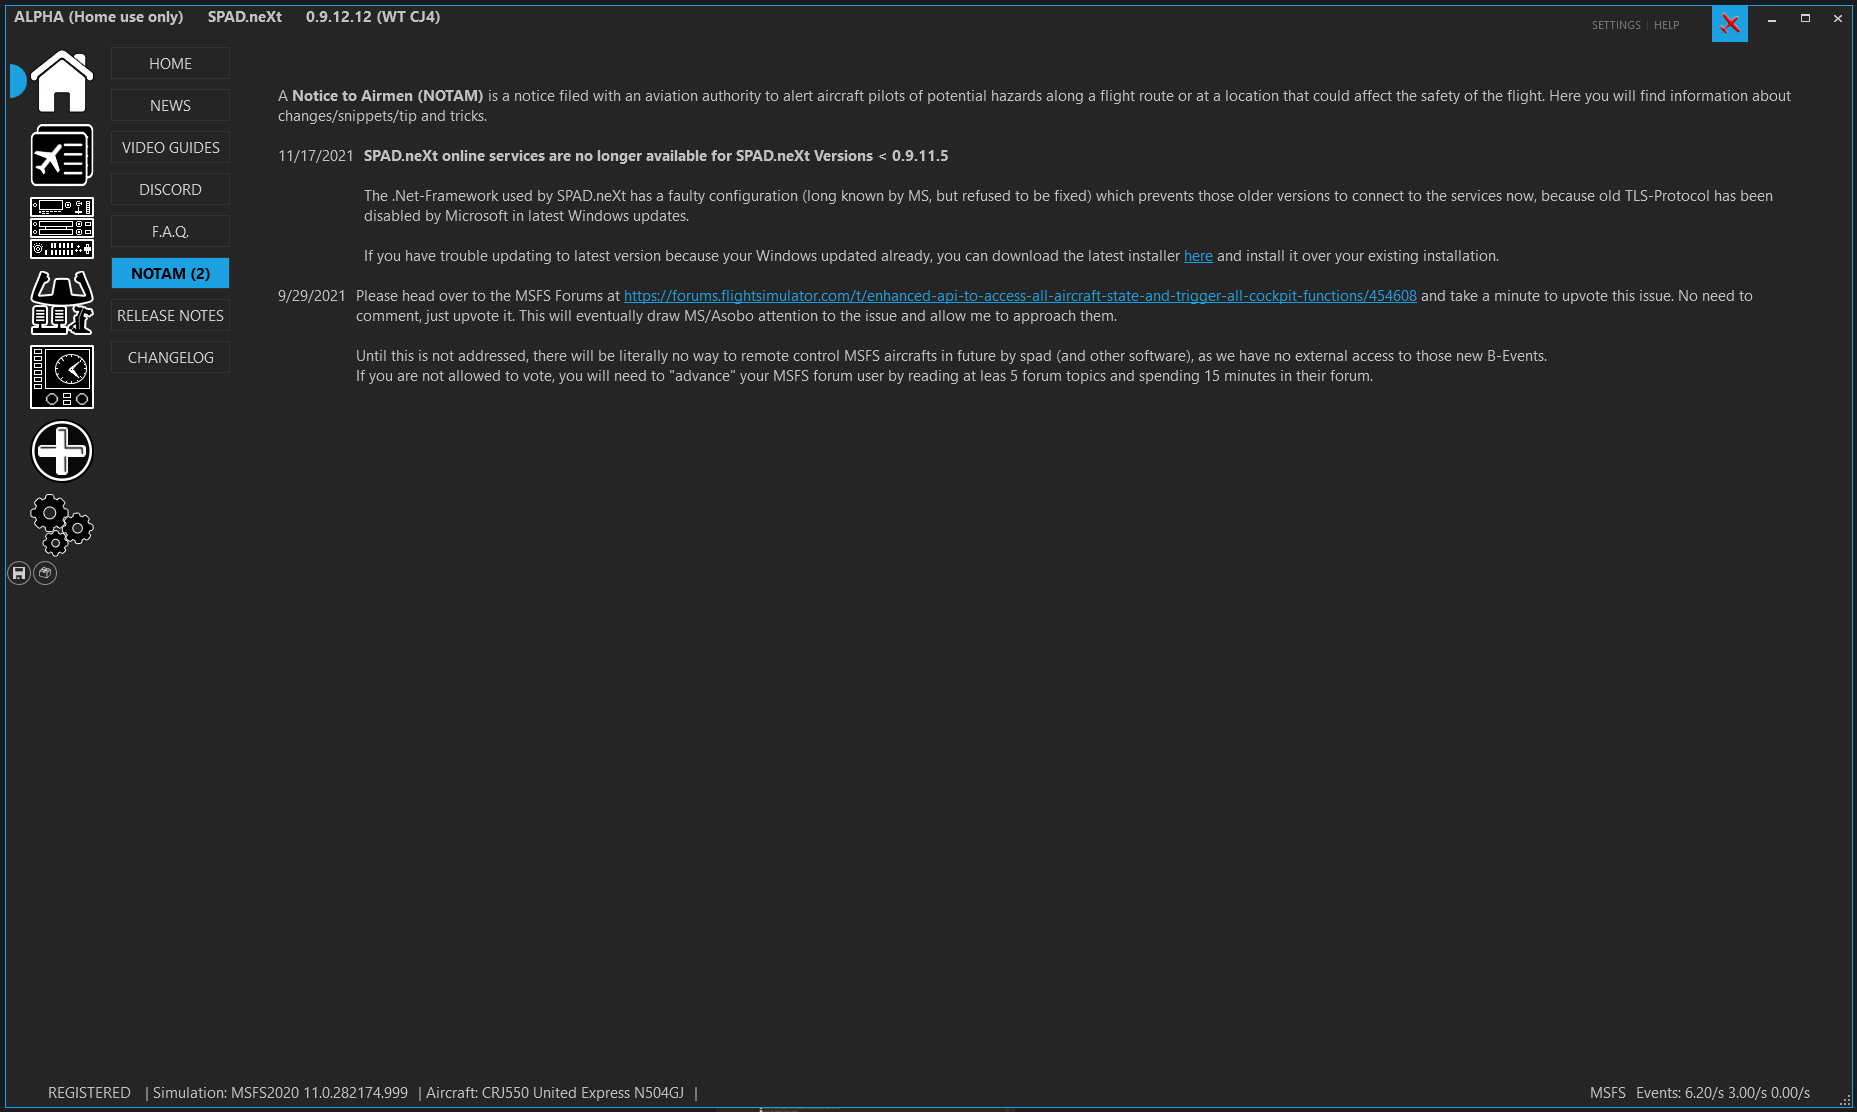 ALPHA (Home use only) SPAD.neXt 0.9.12.12 (WT CJ4)
SETTINGS | HELP
HOME
NEWS
VIDEO GUIDES
DISCORD
F.A.Q.
NOTAM (2)
RELEASE NOTES
CHANGELOG
A Notice to Airmen (NOTAM) is a notice filed with an aviation authority to alert aircraft pilots of potential hazards along a flight route or at a location that could affect the safety of the flight. Here you will find information about
changes/snippets/tip and tricks.
11/17/2021 SPAD.neXt online services are no longer available for SPAD.neXt Versions < 0.9.11.5
The .Net-Framework used by SPAD.neXt has a faulty configuration (long known by MS, but refused to be fixed) which prevents those older versions to connect to the services now, because old TLS-Protocol has been
disabled by Microsoft in latest Windows updates.
If you have trouble updating to latest version because your Windows updated already, you can download the latest installer here and install it over your existing installation.
9/29/2021 Please head over to the MSFS Forums at https://forums.flightsimulator.com/t/enhanced-api-to-access-all-aircraft-state-and-trigger-all-cockpit-functions/454608 and take a minute to upvote this issue. No need to
comment, just upvote it. This will eventually draw MS/Asobo attention to the issue and allow me to approach them.
Until this is not addressed, there will be literally no way to remote control MSFS aircrafts in future by spad (and other software), as we have no external access to those new B-Events.
If you are not allowed to vote, you will need to "advance" your MSFS forum user by reading at leas 5 forum topics and spending 15 minutes in their forum.
REGISTERED | Simulation: MSFS2020 11.0.282174.999 | Aircraft: CRJ550 United Express N504GJ |
MSFS Events: 6.20/s 3.00/s 0.00/s